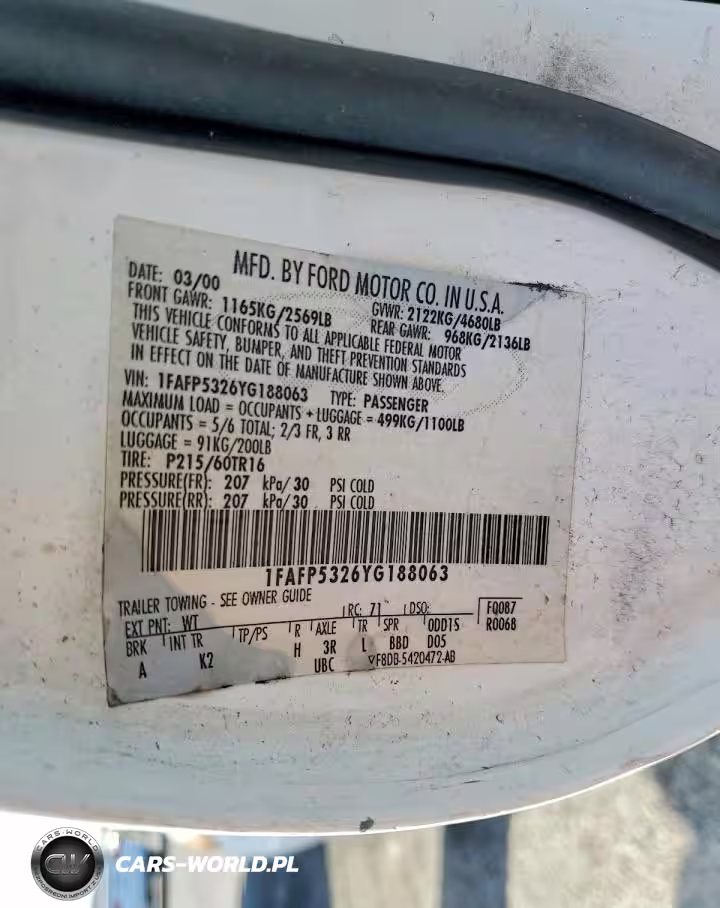 MFD. BY FORD MOTOR CO. IN U.S.A.
DATE: 03/00 GVWR: 2122KG/4680LB
FRONT GAWR: 1165KG/2569LB REAR GAWR: 968KG/2136LB
THIS VEHICLE CONFORMS TO ALL APPLICABLE FEDERAL MOTOR
VEHICLE SAFETY, BUMPER, AND THEFT PREVENTION STANDARDS
IN EFFECT ON THE DATE OF MANUFACTURE SHOWN ABOVE.
VIN: 1FAFP5326YG188063 TYPE: PASSENGER
MAXIMUM LOAD = OCCUPANTS + LUGGAGE = 499KG/1100LB
OCCUPANTS = 5/6 TOTAL; 2/3 FR, 3 RR
LUGGAGE = 91KG/200LB
TIRE: P215/60TR16
PRESSURE(FR): 207 kPa/ 30 PSI COLD
PRESSURE(RR): 207 kPa/ 30 PSI COLD
1FAFP5326YG188063
TRAILER TOWING - SEE OWNER GUIDE
EXT PNT: WT RC: 71 DSO: FQ087
BRK INT TR TP/PS R AXLE TR SPR ODD1S R0068
A K2 H 3R L BBD D05
UBC ▽F8DB-5420472-AB
CARS-WORLD
CW
CARS-WORLD.PL